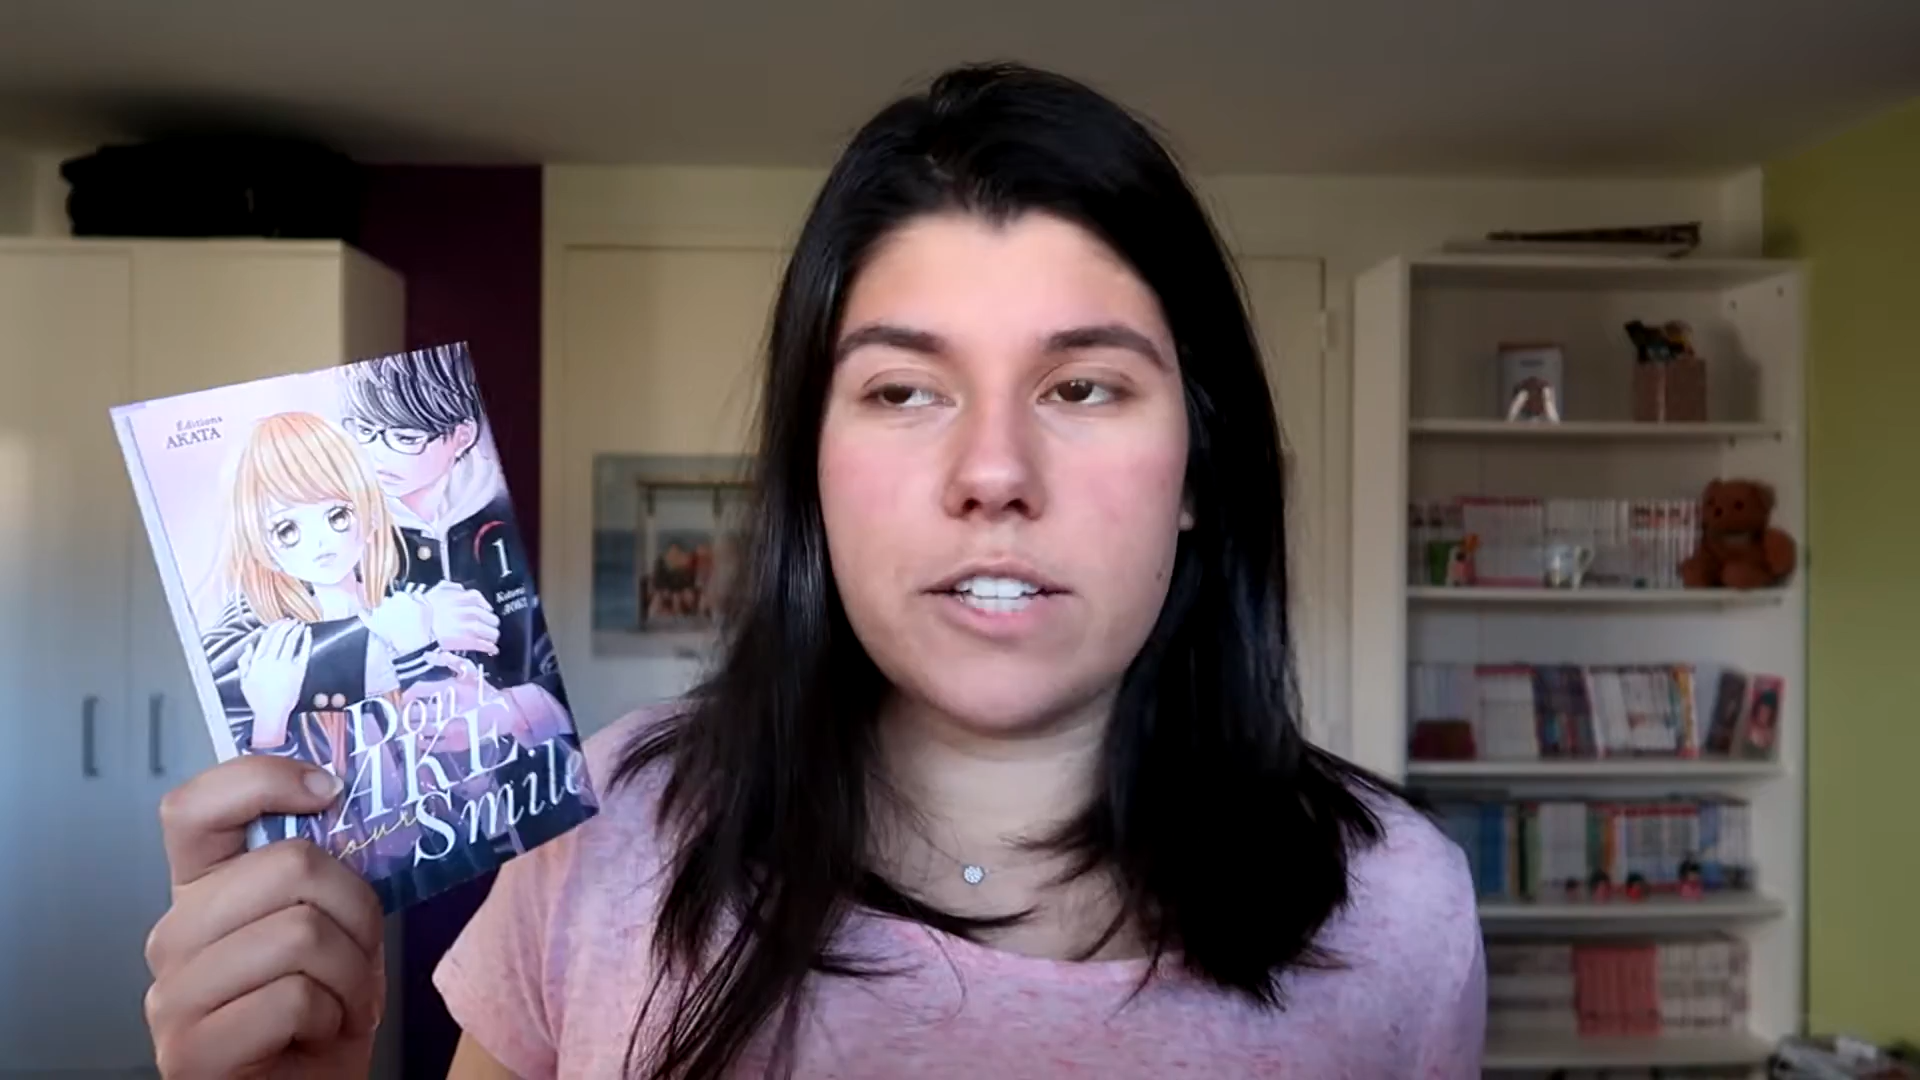 Éditions
AKATA
1
Kotomi
AOKI
Don't
FAKE
your
Smile